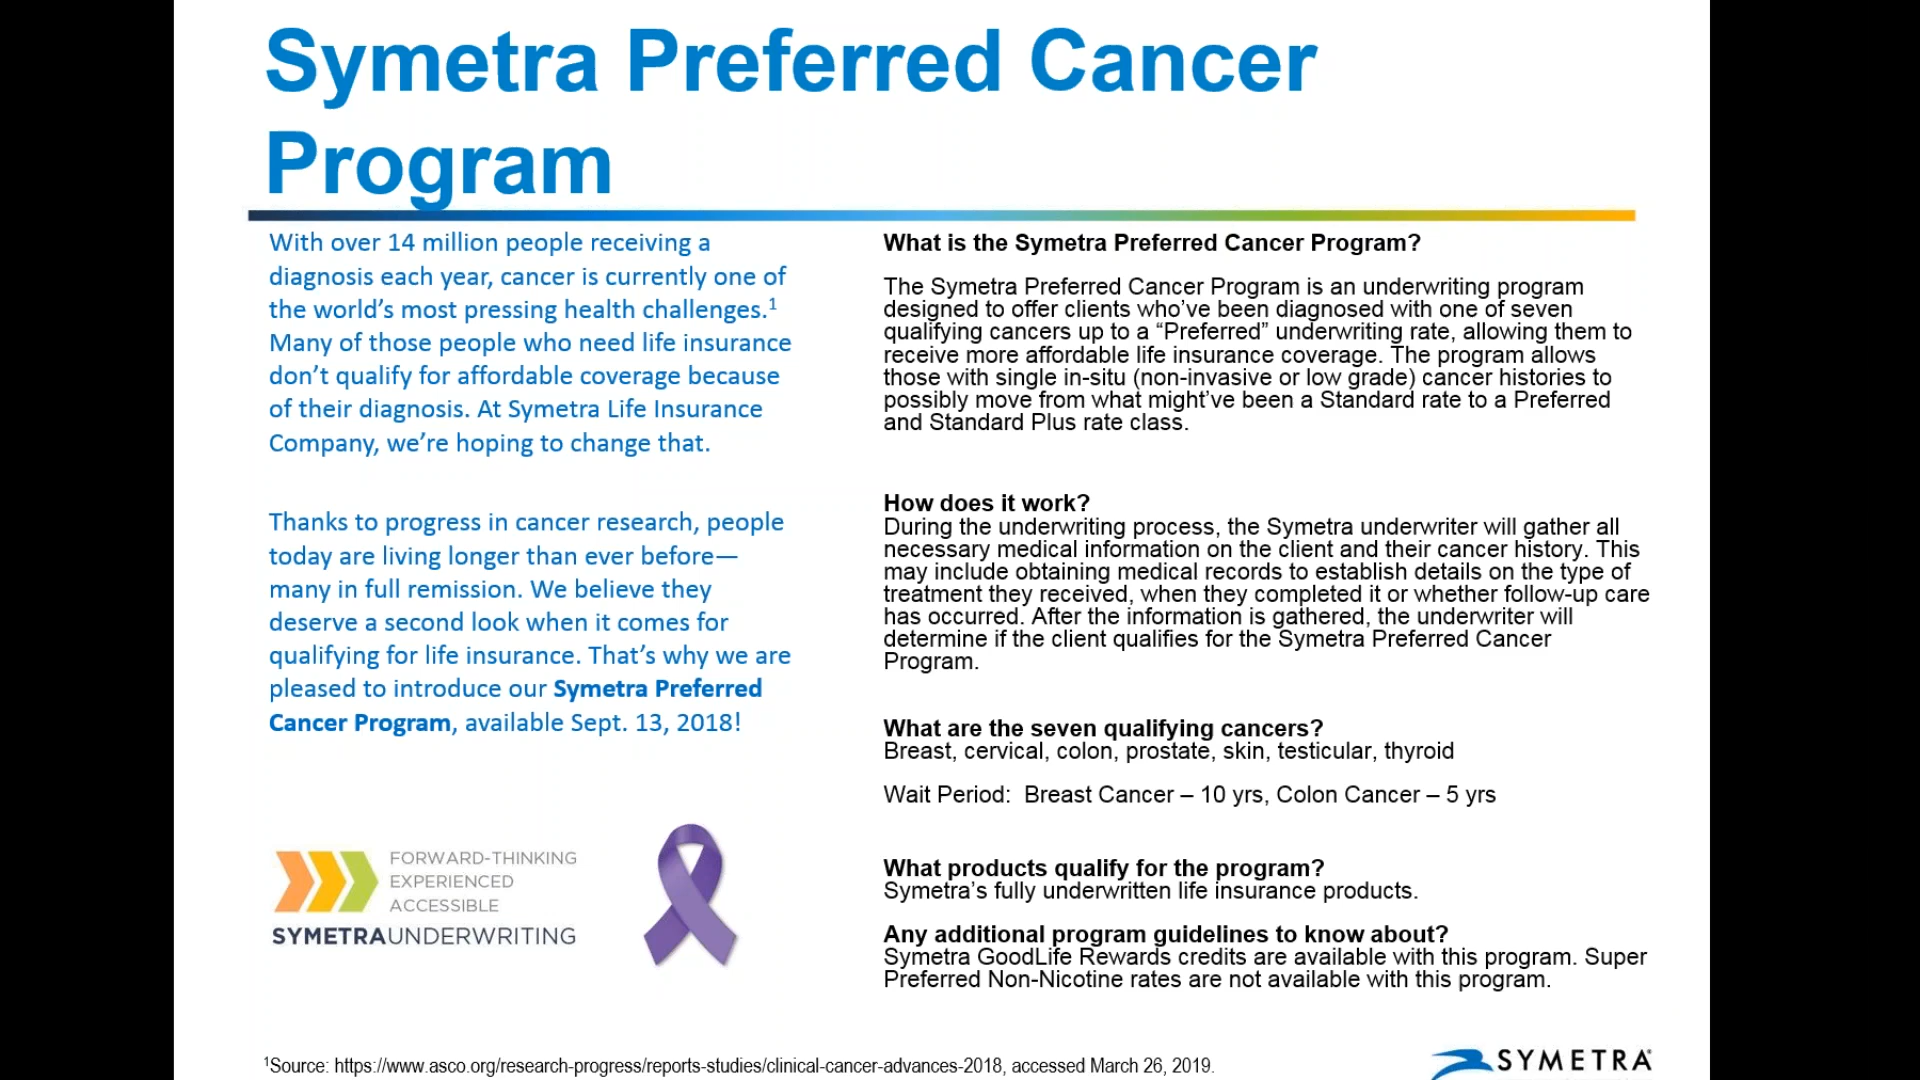 Symetra Preferred Cancer
Program
With over 14 million people receiving a
diagnosis each year, cancer is currently one of
the world's most pressing health challenges.¹
Many of those people who need life insurance
don't qualify for affordable coverage because
of their diagnosis. At Symetra Life Insurance
Company, we're hoping to change that.
Thanks to progress in cancer research, people
today are living longer than ever before—
many in full remission. We believe they
deserve a second look when it comes for
qualifying for life insurance. That's why we are
pleased to introduce our Symetra Preferred
Cancer Program, available Sept. 13, 2018!
FORWARD-THINKING
EXPERIENCED
ACCESSIBLE
SYMETRAUNDERWRITING
What is the Symetra Preferred Cancer Program?
The Symetra Preferred Cancer Program is an underwriting program
designed to offer clients who've been diagnosed with one of seven
qualifying cancers up to a “Preferred” underwriting rate, allowing them to
receive more affordable life insurance coverage. The program allows
those with single in-situ (non-invasive or low grade) cancer histories to
possibly move from what might've been a Standard rate to a Preferred
and Standard Plus rate class.
How does it work?
During the underwriting process, the Symetra underwriter will gather all
necessary medical information on the client and their cancer history. This
may include obtaining medical records to establish details on the type of
treatment they received, when they completed it or whether follow-up care
has occurred. After the information is gathered, the underwriter will
determine if the client qualifies for the Symetra Preferred Cancer
Program.
What are the seven qualifying cancers?
Breast, cervical, colon, prostate, skin, testicular, thyroid
Wait Period:  Breast Cancer – 10 yrs, Colon Cancer – 5 yrs
What products qualify for the program?
Symetra's fully underwritten life insurance products.
Any additional program guidelines to know about?
Symetra GoodLife Rewards credits are available with this program. Super
Preferred Non-Nicotine rates are not available with this program.
¹Source: https://www.asco.org/research-progress/reports-studies/clinical-cancer-advances-2018, accessed March 26, 2019.
SYMETRA®